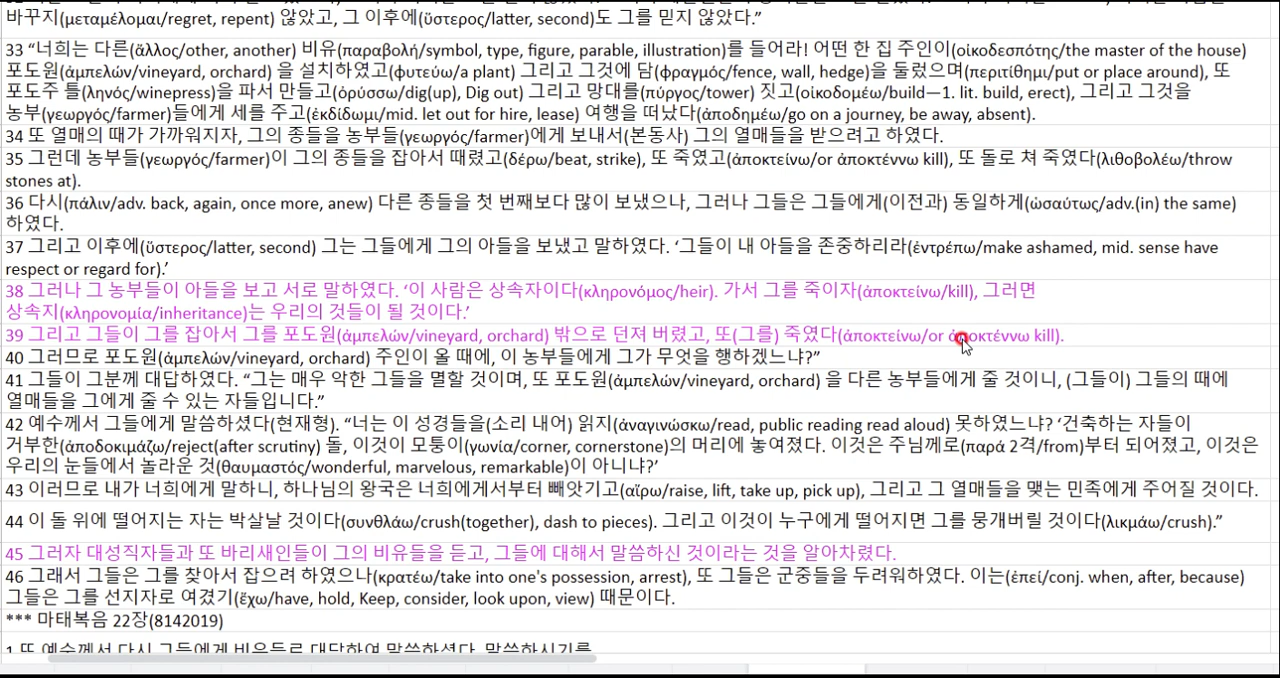 바꾸지(μεταμέλομαι/regret, repent) 않았고, 그 이후에(ὕστερος/latter, second)도 그를 믿지 않았다.”
33 “너희는 다른(ἄλλος/other, another) 비유(παραβολή/symbol, type, figure, parable, illustration)를 들어라! 어떤 한 집 주인이(οἰκοδεσπότης/the master of the house)
포도원(ἀμπελών/vineyard, orchard) 을 설치하였고(φυτεύω/a plant) 그리고 그것에 담(φραγμός/fence, wall, hedge)을 둘렀으며(περιτίθημι/put or place around), 또
포도주 틀(ληνός/winepress)을 파서 만들고(ὀρύσσω/dig(up), Dig out) 그리고 망대를(πύργος/tower) 짓고(οἰκοδομέω/build—1. lit. build, erect), 그리고 그것을
농부(γεωργός/farmer)들에게 세를 주고(ἐκδίδωμι/mid. let out for hire, lease) 여행을 떠났다(ἀποδημέω/go on a journey, be away, absent).
34 또 열매의 때가 가까워지자, 그의 종들을 농부들(γεωργός/farmer)에게 보내서(본동사) 그의 열매들을 받으려고 하였다.
35 그런데 농부들(γεωργός/farmer)이 그의 종들을 잡아서 때렸고(δέρω/beat, strike), 또 죽였고(ἀποκτείνω/or ἀποκτέννω kill), 또 돌로 쳐 죽였다(λιθοβολέω/throw
stones at).
36 다시(πάλιν/adv. back, again, once more, anew) 다른 종들을 첫 번째보다 많이 보냈으나, 그러나 그들은 그들에게(이전과) 동일하게(ὡσαύτως/adv.(in) the same)
하였다.
37 그리고 이후에(ὕστερος/latter, second) 그는 그들에게 그의 아들을 보냈고 말하였다. ‘그들이 내 아들을 존중하리라(ἐντρέπω/make ashamed, mid. sense have
respect or regard for).’
38 그러나 그 농부들이 아들을 보고 서로 말하였다. ‘이 사람은 상속자이다(κληρονόμος/heir). 가서 그를 죽이자(ἀποκτείνω/kill), 그러면
상속지(κληρονομία/inheritance)는 우리의 것들이 될 것이다.’
39 그리고 그들이 그를 잡아서 그를 포도원(ἀμπελών/vineyard, orchard) 밖으로 던져 버렸고, 또(그를) 죽였다(ἀποκτείνω/or ἀποκτέννω kill).
40 그러므로 포도원(ἀμπελών/vineyard, orchard) 주인이 올 때에, 이 농부들에게 그가 무엇을 행하겠느냐?”
41 그들이 그분께 대답하였다. “그는 매우 악한 그들을 멸할 것이며, 또 포도원(ἀμπελών/vineyard, orchard) 을 다른 농부들에게 줄 것이니, (그들이) 그들의 때에
열매들을 그에게 줄 수 있는 자들입니다.”
42 예수께서 그들에게 말씀하셨다(현재형). “너는 이 성경들을(소리 내어) 읽지(ἀναγινώσκω/read, public reading read aloud) 못하였느냐? ‘건축하는 자들이
거부한(ἀποδοκιμάζω/reject(after scrutiny) 돌, 이것이 모퉁이(γωνία/corner, cornerstone)의 머리에 놓여졌다. 이것은 주님께로(παρά 2격/from)부터 되어졌고, 이것은
우리의 눈들에서 놀라운 것(θαυμαστός/wonderful, marvelous, remarkable)이 아니냐?’
43 이러므로 내가 너희에게 말하니, 하나님의 왕국은 너희에게서부터 빼앗기고(αἴρω/raise, lift, take up, pick up), 그리고 그 열매들을 맺는 민족에게 주어질 것이다.
44 이 돌 위에 떨어지는 자는 박살날 것이다(συνθλάω/crush(together), dash to pieces). 그리고 이것이 누구에게 떨어지면 그를 뭉개버릴 것이다(λικμάω/crush).”
45 그러자 대성직자들과 또 바리새인들이 그의 비유들을 듣고, 그들에 대해서 말씀하신 것이라는 것을 알아차렸다.
46 그래서 그들은 그를 찾아서 잡으려 하였으나(κρατέω/take into one's possession, arrest), 또 그들은 군중들을 두려워하였다. 이는(ἐπεί/conj. when, after, because)
그들은 그를 선지자로 여겼기(ἔχω/have, hold, Keep, consider, look upon, view) 때문이다.
*** 마태복음 22장(8142019)
1 또 예수께서 다시 그들에게 비유들로 대답하여 말씀하셨다. 말씀하시기를